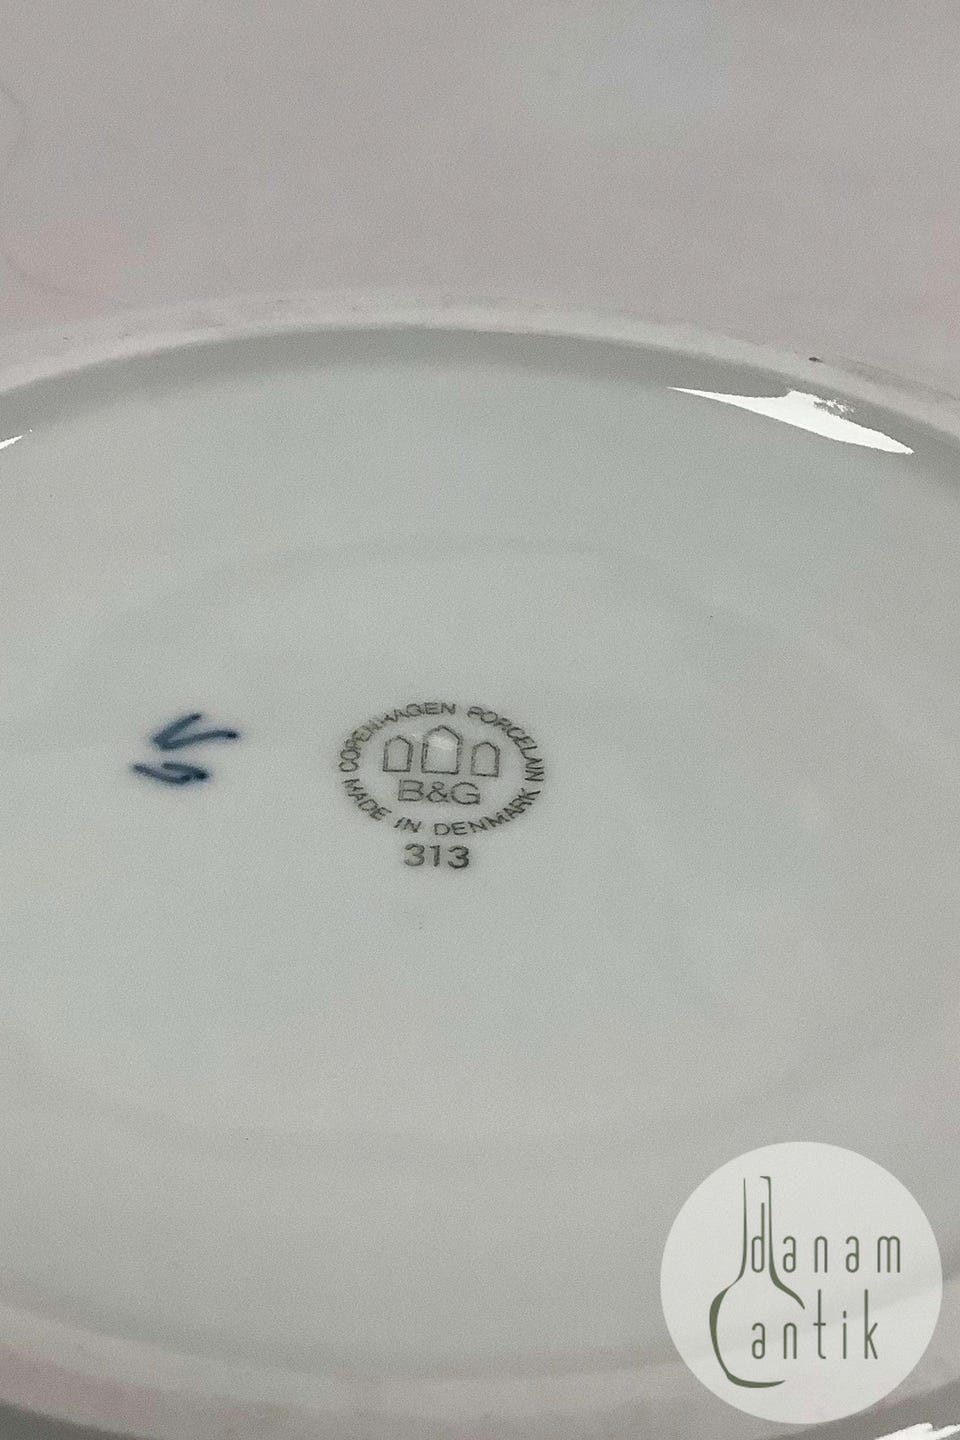 COPENHAGEN PORCELAIN
B&G
MADE IN DENMARK
313
danam
antik